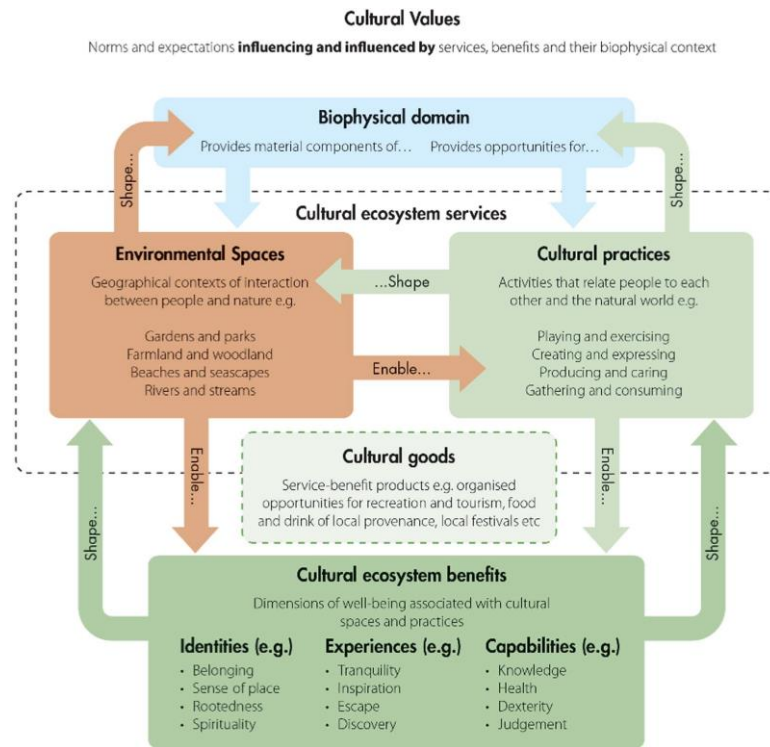 Cultural Values
Norms and expectations influencing and influenced by services, benefits and their biophysical context
Biophysical domain
Provides material components of… Provides opportunities for…
Shape…
Shape…
Cultural ecosystem services
Environmental Spaces
Geographical contexts of interaction
between people and nature e.g.
Gardens and parks
Farmland and woodland
Beaches and seascapes
Rivers and streams
…Shape
Enable…
Cultural practices
Activities that relate people to each
other and the natural world e.g.
Playing and exercising
Creating and expressing
Producing and caring
Gathering and consuming
Shape…
Enable…
Cultural goods
Service-benefit products e.g. organised
opportunities for recreation and tourism, food
and drink of local provenance, local festivals etc
Enable…
Shape…
Cultural ecosystem benefits
Dimensions of well-being associated with cultural
spaces and practices
Identities (e.g.)
• Belonging
• Sense of place
• Rootedness
• Spirituality
Experiences (e.g.)
• Tranquility
• Inspiration
• Escape
• Discovery
Capabilities (e.g.)
• Knowledge
• Health
• Dexterity
• Judgement